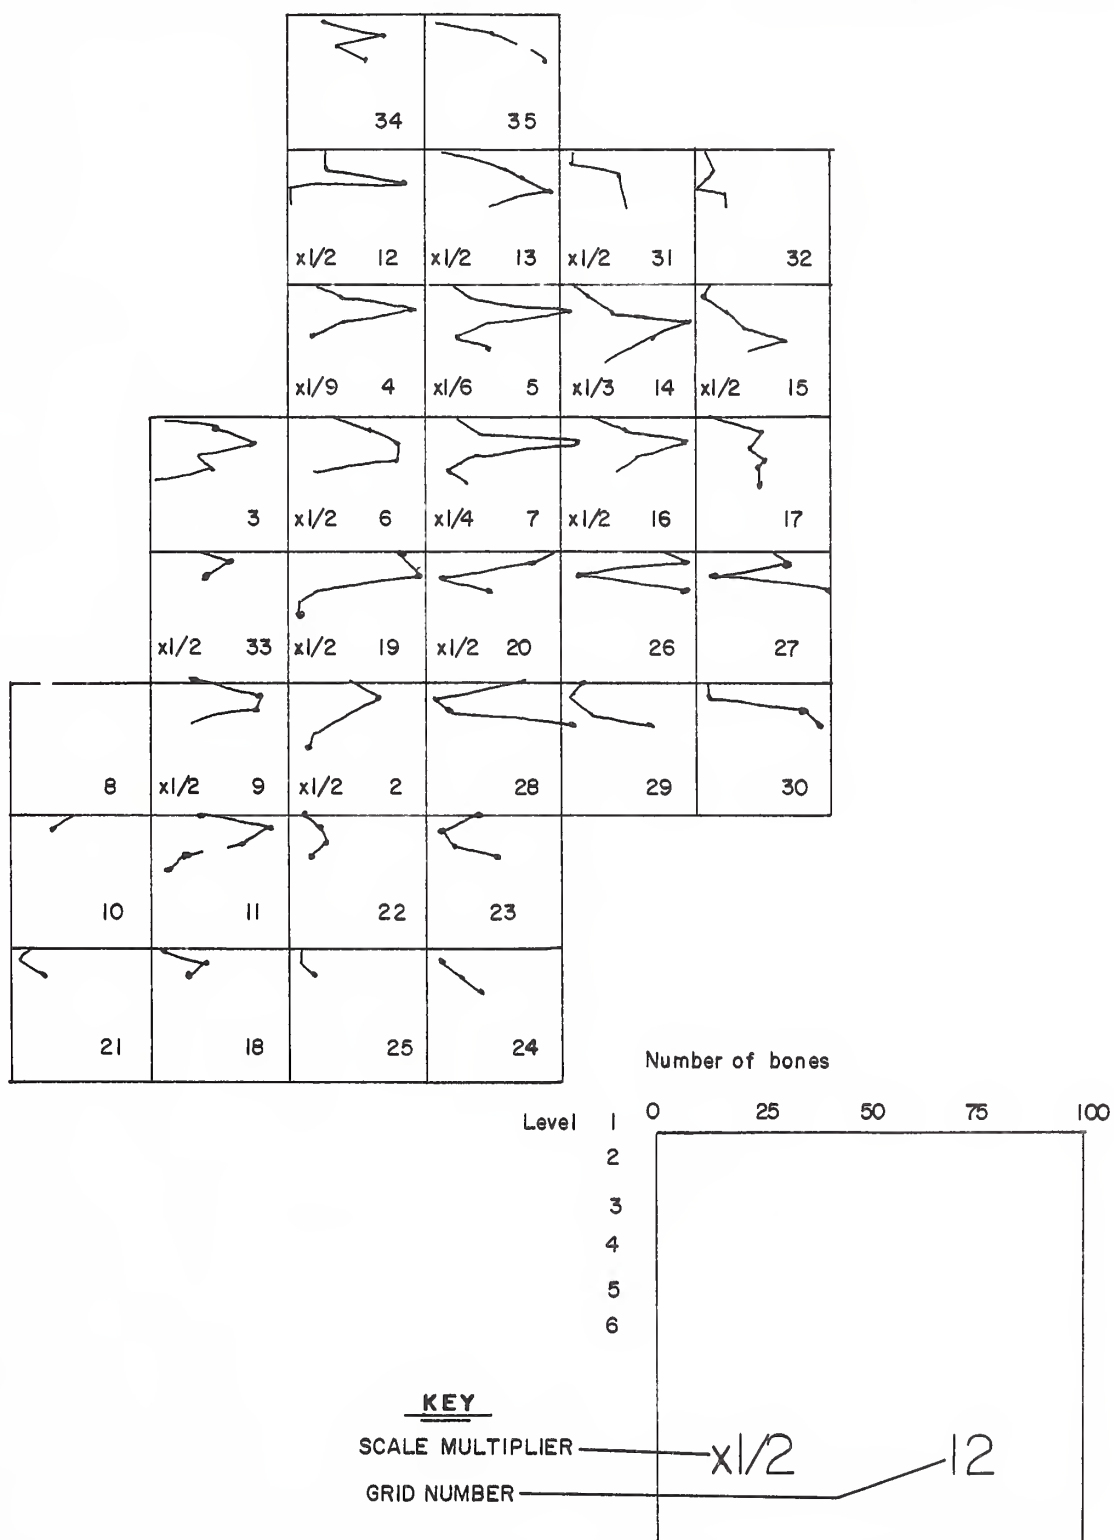 34 35
x1/2 12 x1/2 13 x1/2 31 32
x1/9 4 x1/6 5 x1/3 14 x1/2 15
3 x1/2 6 x1/4 7 x1/2 16 17
x1/2 33 x1/2 19 x1/2 20 26 27
8 x1/2 9 x1/2 2 28 29 30
10 11 22 23
21 18 25 24
Number of bones
0 25 50 75 100
Level 1
2
3
4
5
6
KEY
SCALE MULTIPLIER x1/2 12
GRID NUMBER